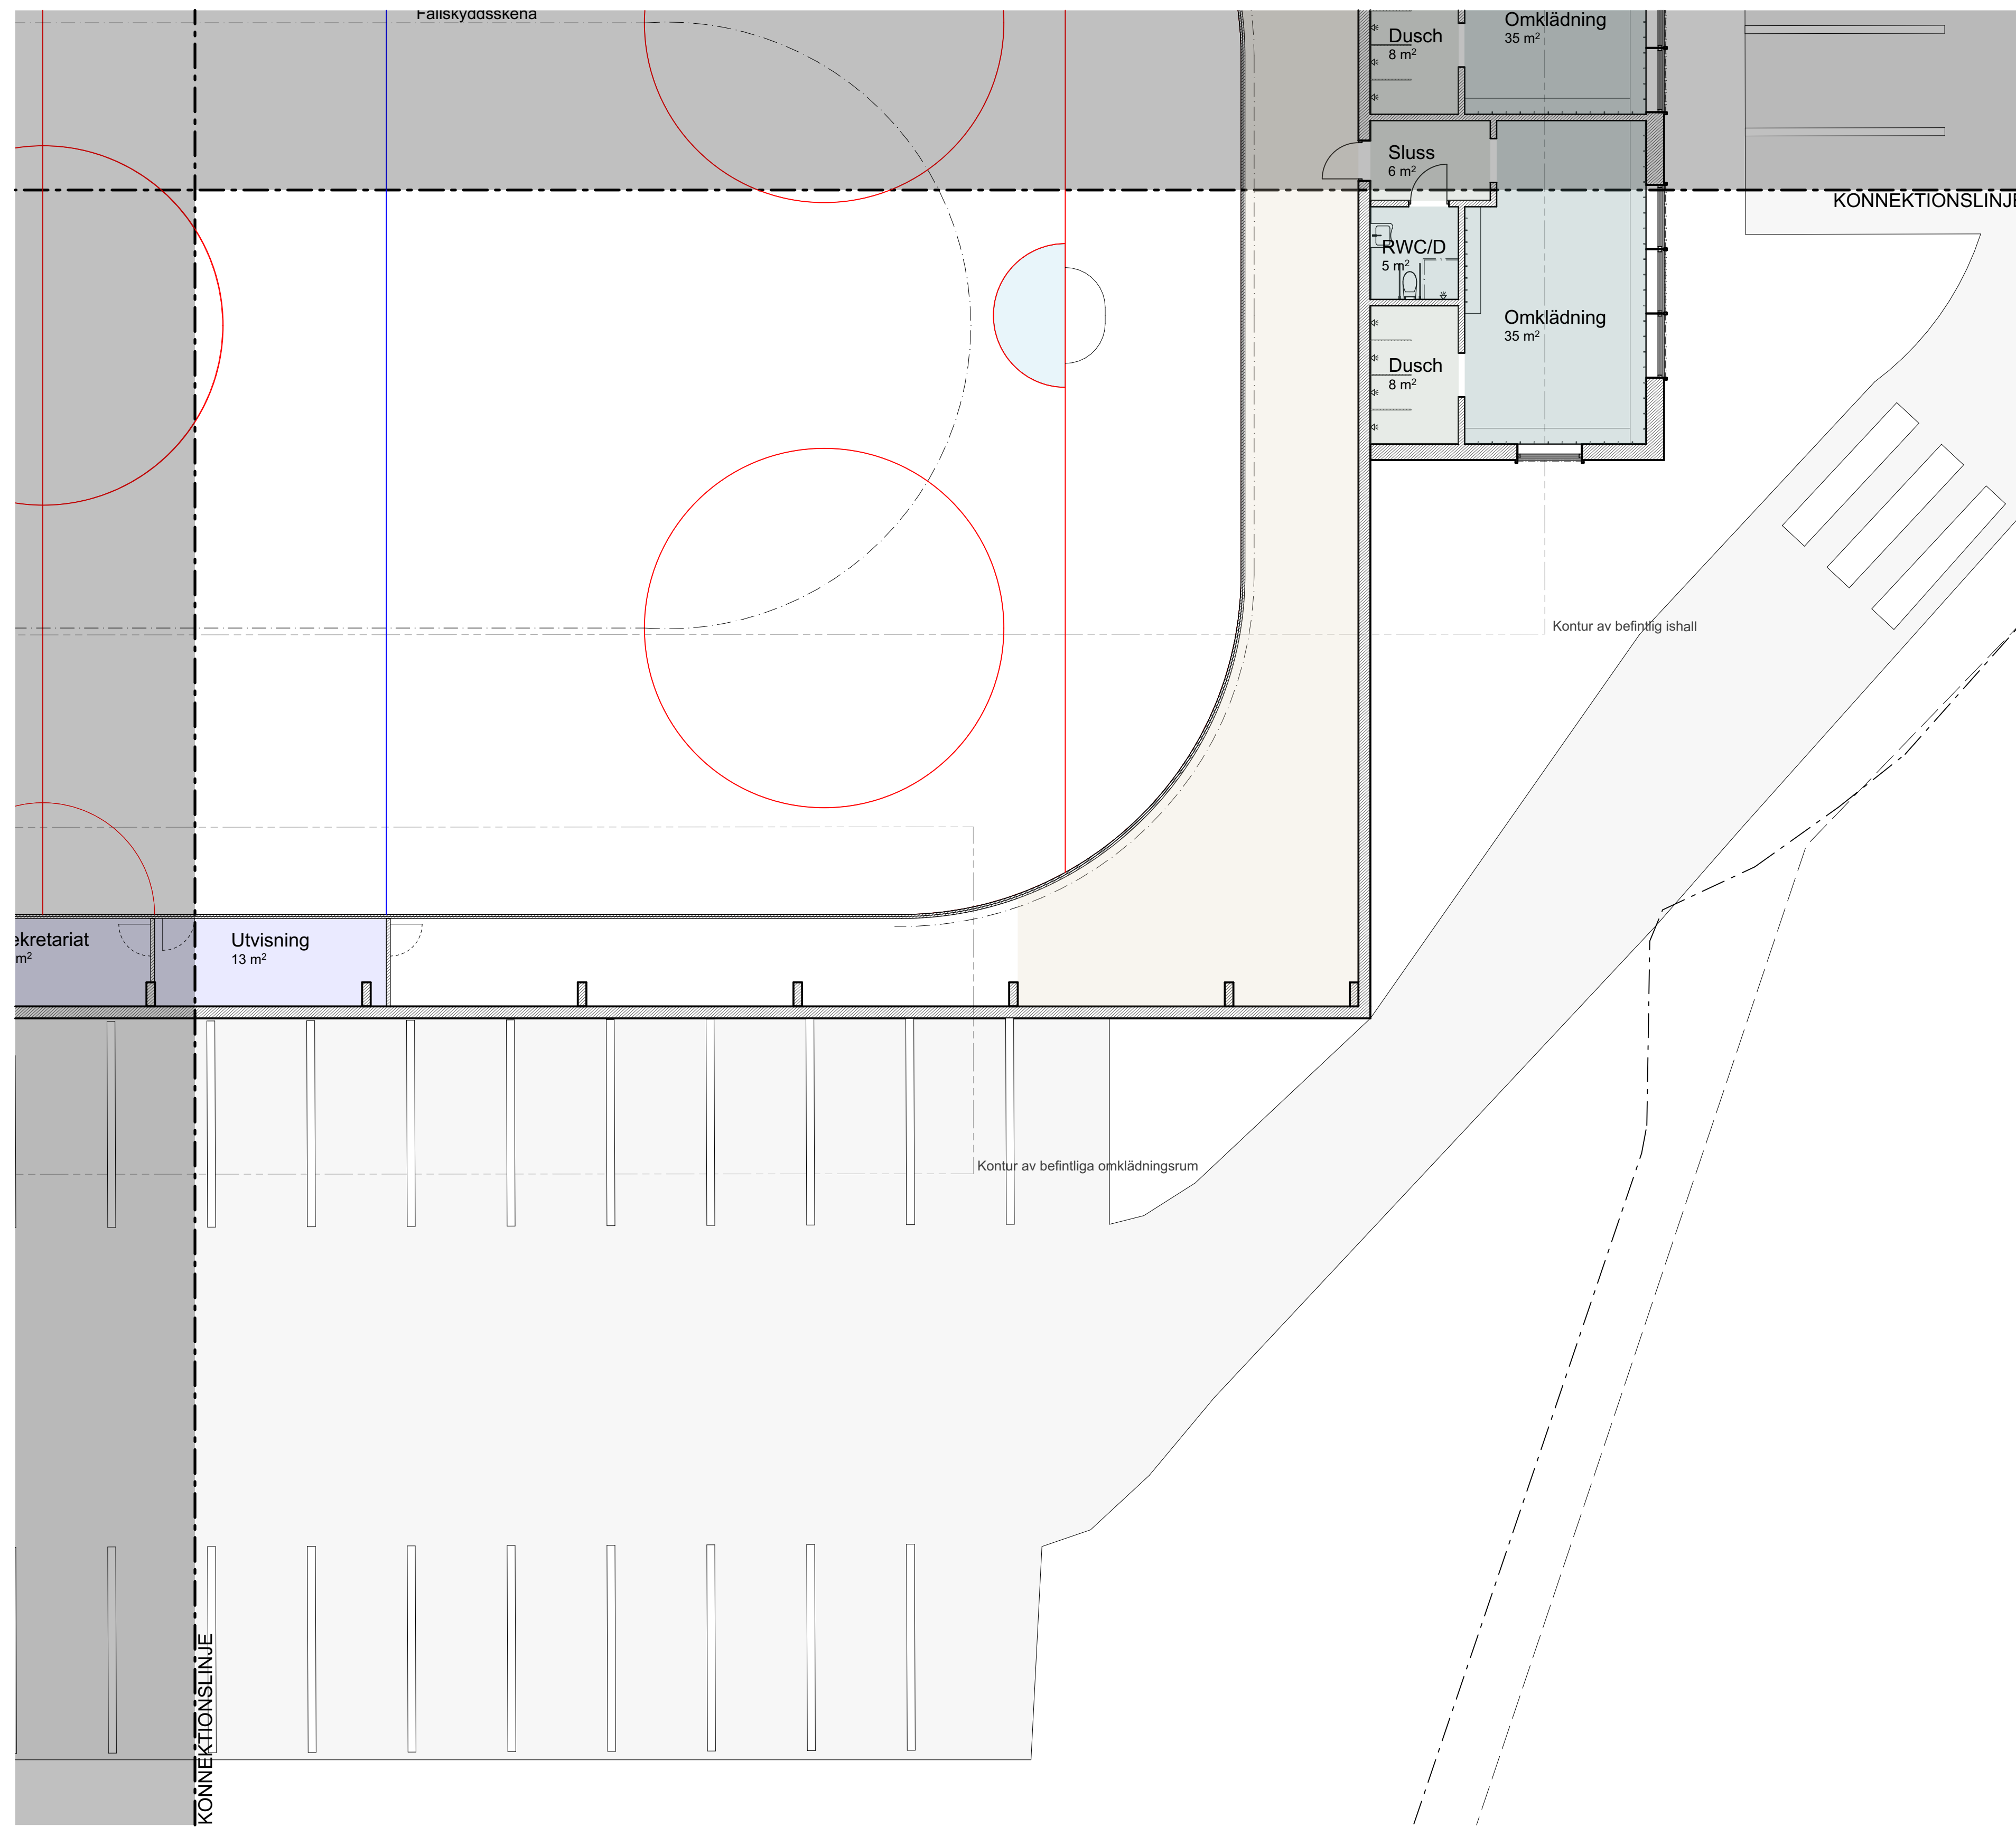 Fallskyddsskena
Omklädning
35 m²
Dusch
8 m²
Sluss
6 m²
KONNEKTIONSLINJE
RWC/D
5 m²
Omklädning
35 m²
Dusch
8 m²
Kontur av befintlig ishall
ekretariat
m²
Utvisning
13 m²
Kontur av befintliga omklädningsrum
KONNEKTIONSLINJE